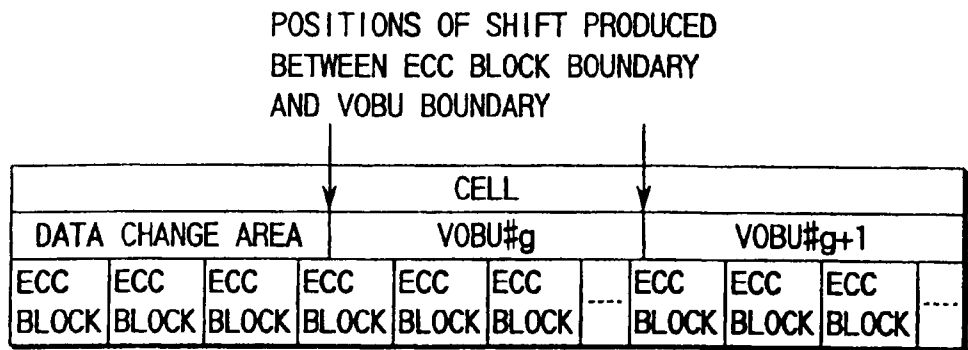 POSITIONS OF SHIFT PRODUCED
BETWEEN ECC BLOCK BOUNDARY
AND VOBU BOUNDARY
CELL
DATA CHANGE AREA VOBU#g VOBU#g+1
ECC ECC ECC ECC ECC ECC ---- ECC ECC ECC ----
BLOCK BLOCK BLOCK BLOCK BLOCK BLOCK BLOCK BLOCK BLOCK